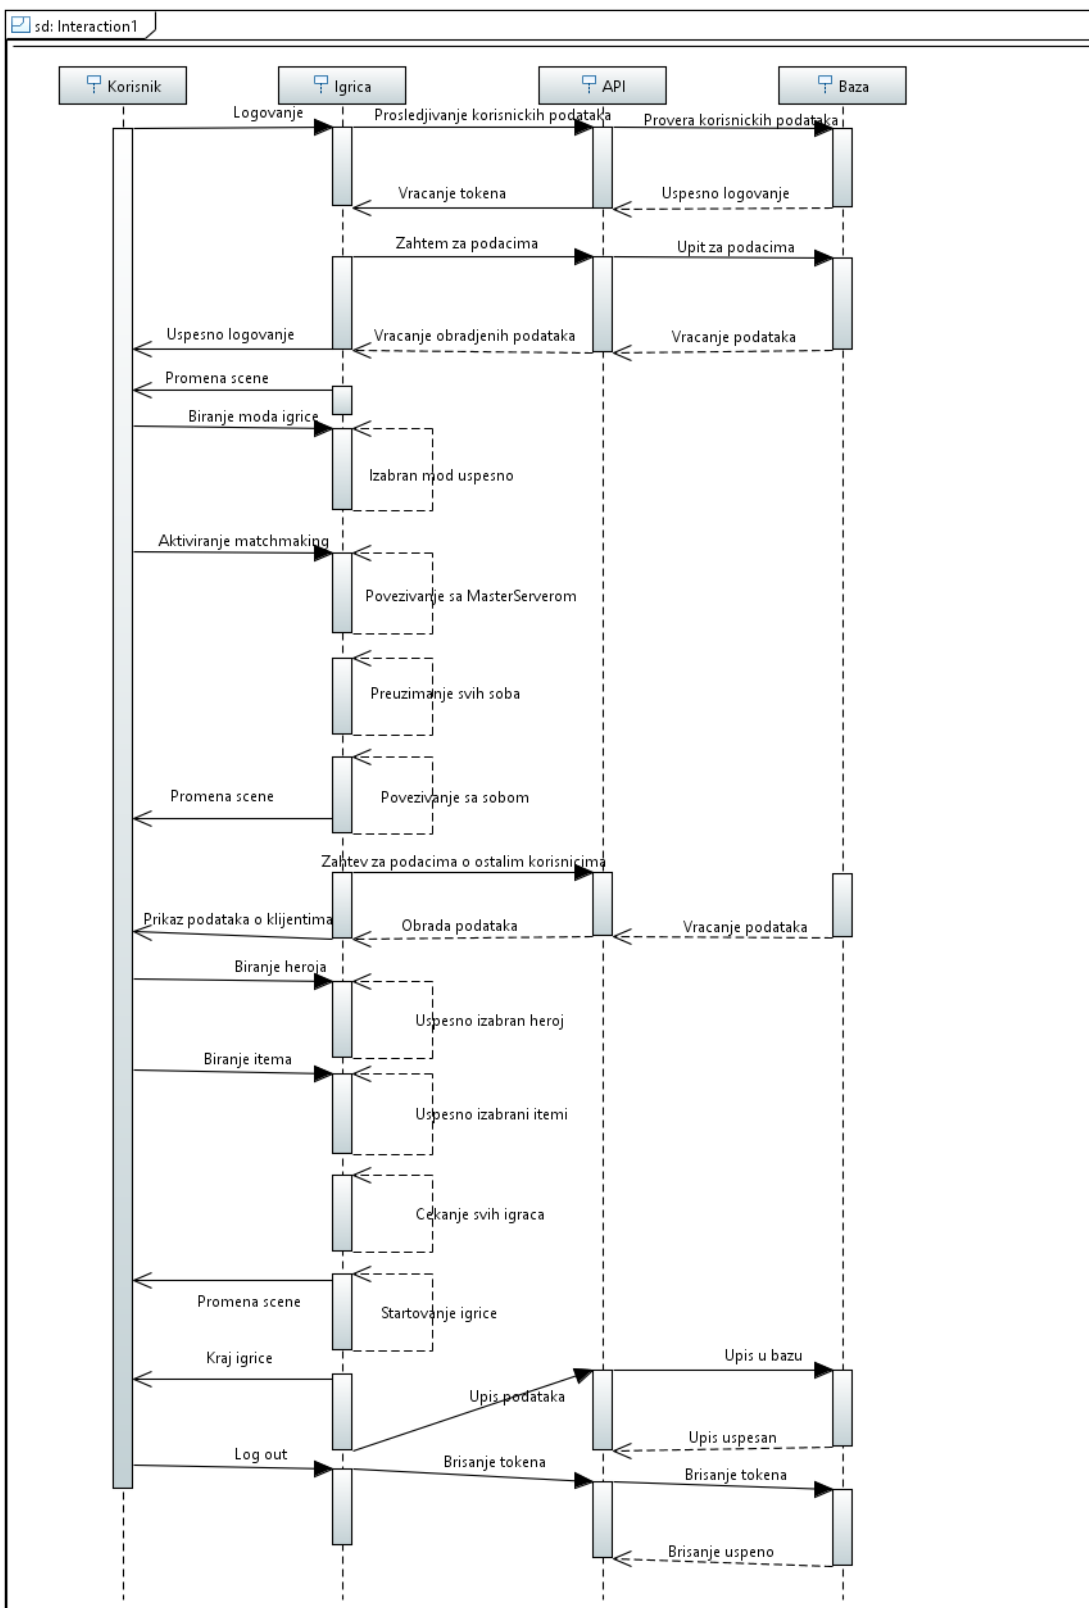 sd: Interaction1
Korisnik
Igrica
API
Baza
Logovanje
Prosledjivanje korisnickih podataka
Provera korisnickih podataka
Vracanje tokena
Uspesno logovanje
Zahtem za podacima
Upit za podacima
Uspesno logovanje
Vracanje obradjenih podataka
Vracanje podataka
Promena scene
Biranje moda igrice
Izabran mod uspesno
Aktiviranje matchmaking
Povezivanje sa MasterServerom
Preuzimanje svih soba
Promena scene
Povezivanje sa sobom
Zahtev za podacima o ostalim korisnicima
Prikaz podataka o klijentima
Obrada podataka
Vracanje podataka
Biranje heroja
Uspesno izabran heroj
Biranje itema
Uspesno izabrani itemi
Cekanje svih igraca
Promena scene
Startovanje igrice
Kraj igrice
Upis u bazu
Upis podataka
Upis uspesan
Log out
Brisanje tokena
Brisanje tokena
Brisanje uspeno